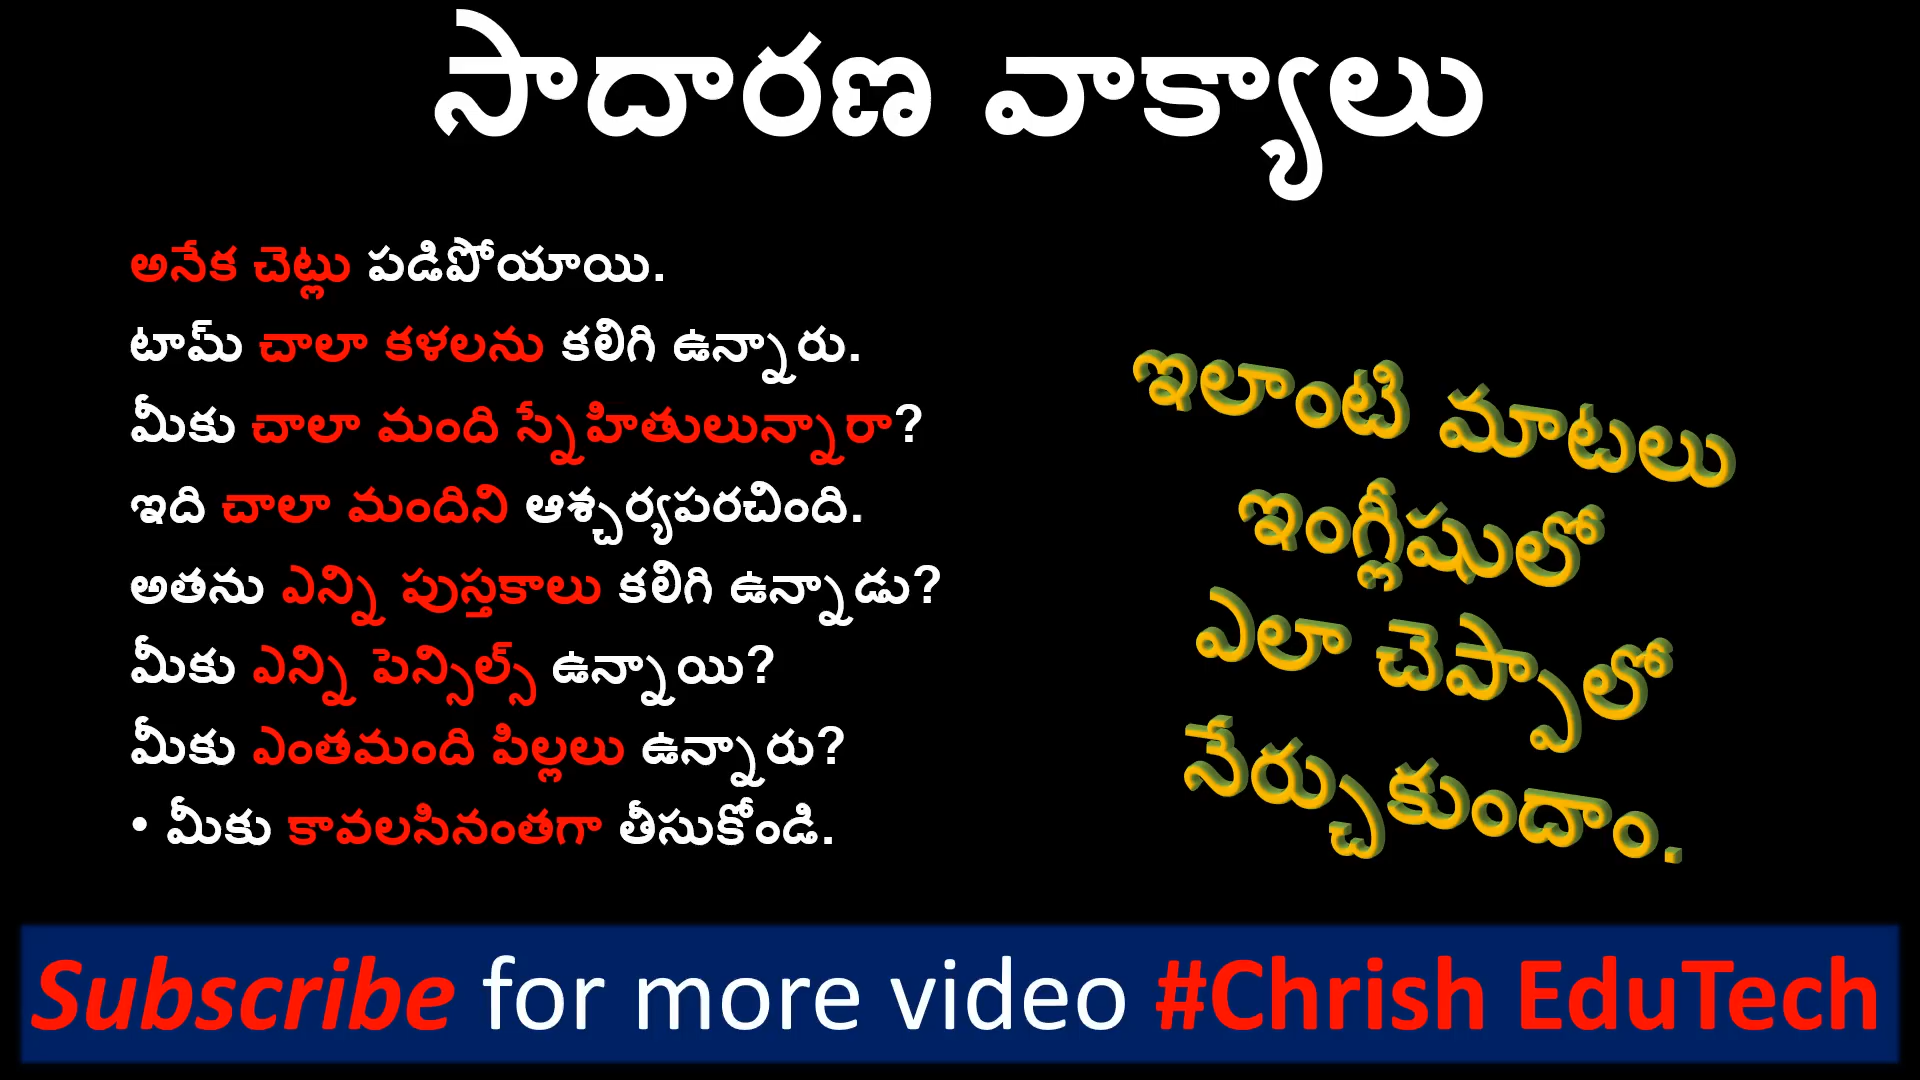 సాదారణ వాక్యాలు
అనేక చెట్లు పడిపోయాయి.
టామ్ చాలా కళలను కలిగి ఉన్నారు.
మీకు చాలా మంది స్నేహితులున్నారా?
ఇది చాలా మందిని ఆశ్చర్యపరచింది.
అతను ఎన్ని పుస్తకాలు కలిగి ఉన్నాడు?
మీకు ఎన్ని పెన్సిల్స్ ఉన్నాయి?
మీకు ఎంతమంది పిల్లలు ఉన్నారు?
• మీకు కావలసినంతగా తీసుకోండి.
ఇలాంటి మాటలు
ఇంగ్లీషులో
ఎలా చెప్పాలో
నేర్చుకుందాం.
Subscribe for more video #Chrish EduTech